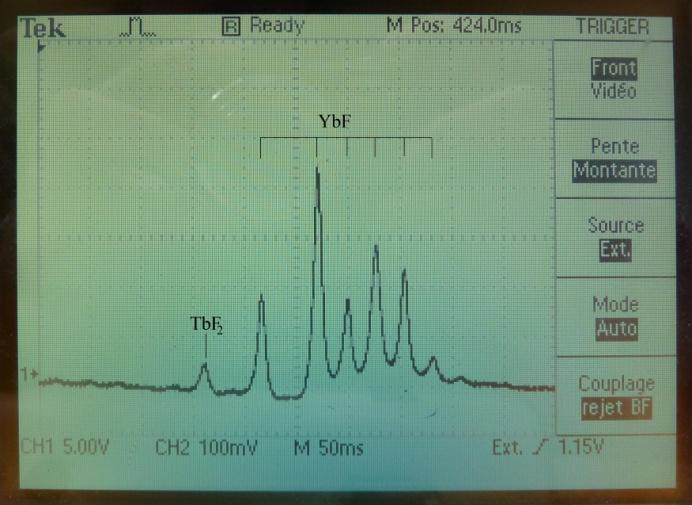 Tek R Ready M Pos: 424.0ms TRIGGER
Front
Vidéo
YbF
Pente
Montante
Source
Ext.
Mode
TbF2
Auto
1
Couplage
rejet BF
CH1 5.00V CH2 100mV M 50ms Ext. 1.15V